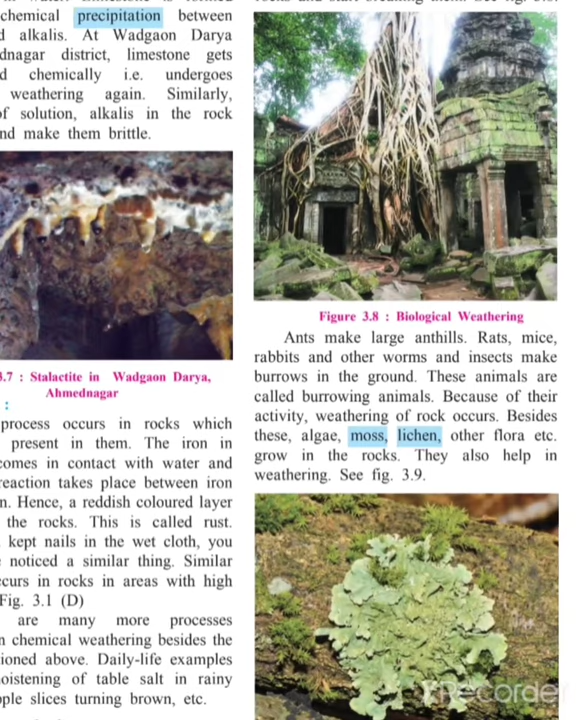 chemical precipitation between
alkalis. At Wadgaon Darya
district, limestone gets
chemically i.e. undergoes
weathering again. Similarly,
of solution, alkalis in the rock
and make them brittle.
3.7 : Stalactite in Wadgaon Darya,
Ahmednagar
:
process occurs in rocks which
present in them. The iron in
comes in contact with water and
reaction takes place between iron
Hence, a reddish coloured layer
the rocks. This is called rust.
kept nails in the wet cloth, you
noticed a similar thing. Similar
occurs in rocks in areas with high
Fig. 3.1 (D)
are many more processes
chemical weathering besides the
above. Daily-life examples
moistening of table salt in rainy
apple slices turning brown, etc.
Figure 3.8 : Biological Weathering
Ants make large anthills. Rats, mice,
rabbits and other worms and insects make
burrows in the ground. These animals are
called burrowing animals. Because of their
activity, weathering of rock occurs. Besides
these, algae, moss, lichen, other flora etc.
grow in the rocks. They also help in
weathering. See fig. 3.9.
Recorder